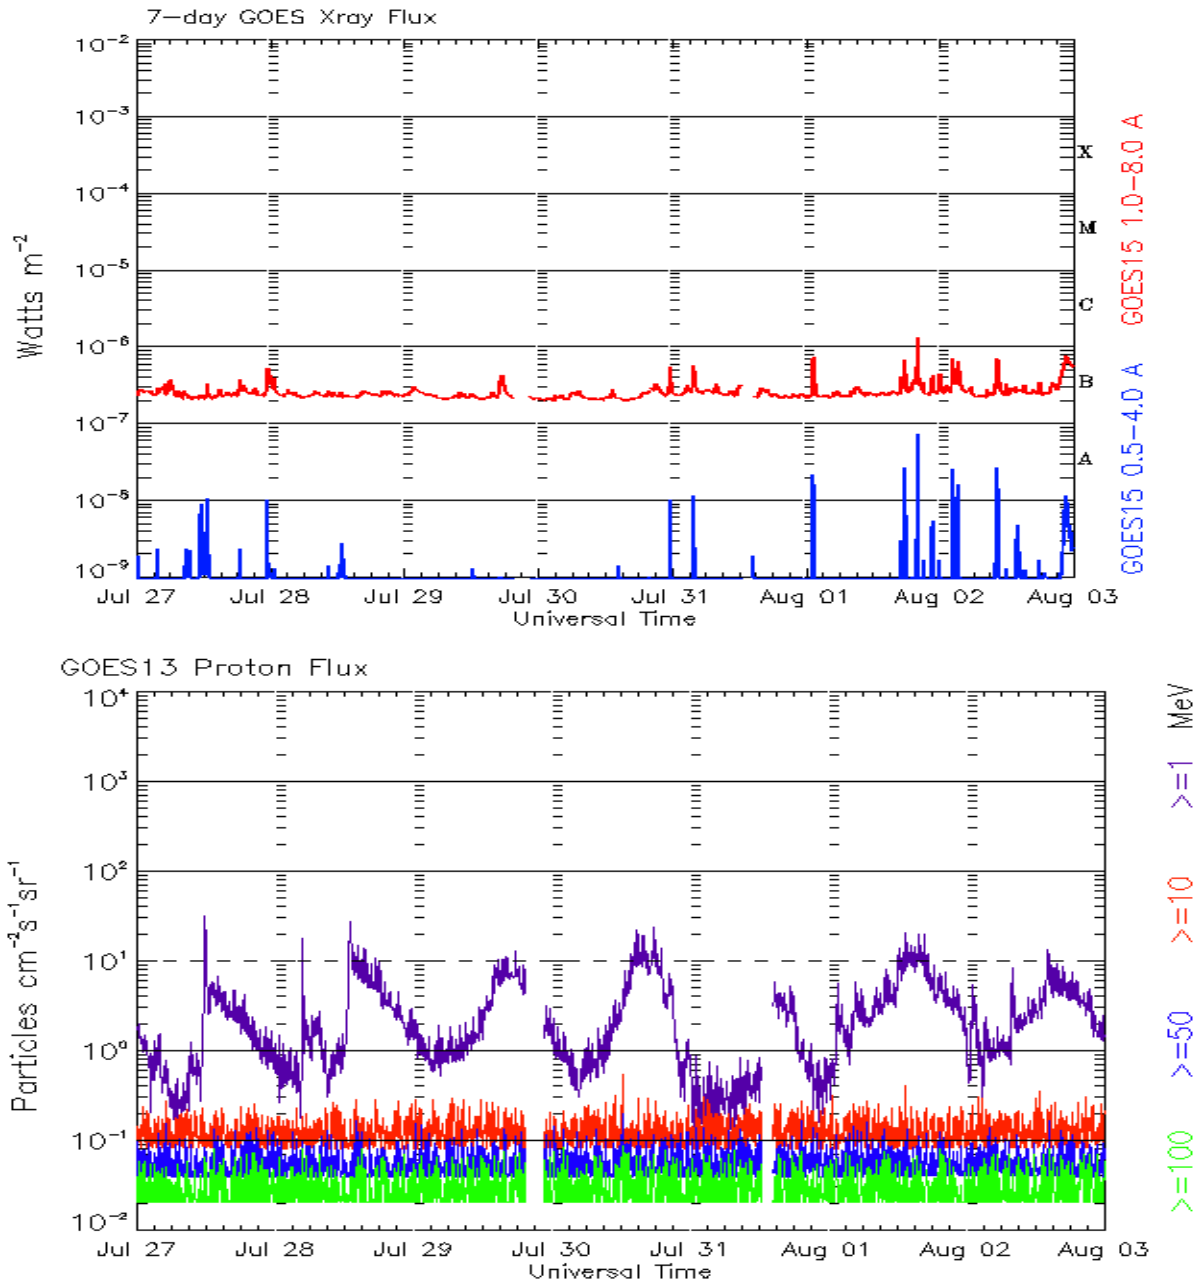 7-day GOES Xray Flux
10⁻²
10⁻³
10⁻⁴
10⁻⁵
10⁻⁶
10⁻⁷
10⁻⁸
10⁻⁹
Watts m⁻²
X
M
C
B
A
GOES15 1.0-8.0 A
GOES15 0.5-4.0 A
Jul 27 Jul 28 Jul 29 Jul 30 Jul 31 Aug 01 Aug 02 Aug 03
Universal Time
GOES13 Proton Flux
10⁴
10³
10²
10¹
10⁰
10⁻¹
10⁻²
Particles cm⁻²s⁻¹sr⁻¹
MeV
>=1
>=10
>=50
>=100
Jul 27 Jul 28 Jul 29 Jul 30 Jul 31 Aug 01 Aug 02 Aug 03
Universal Time